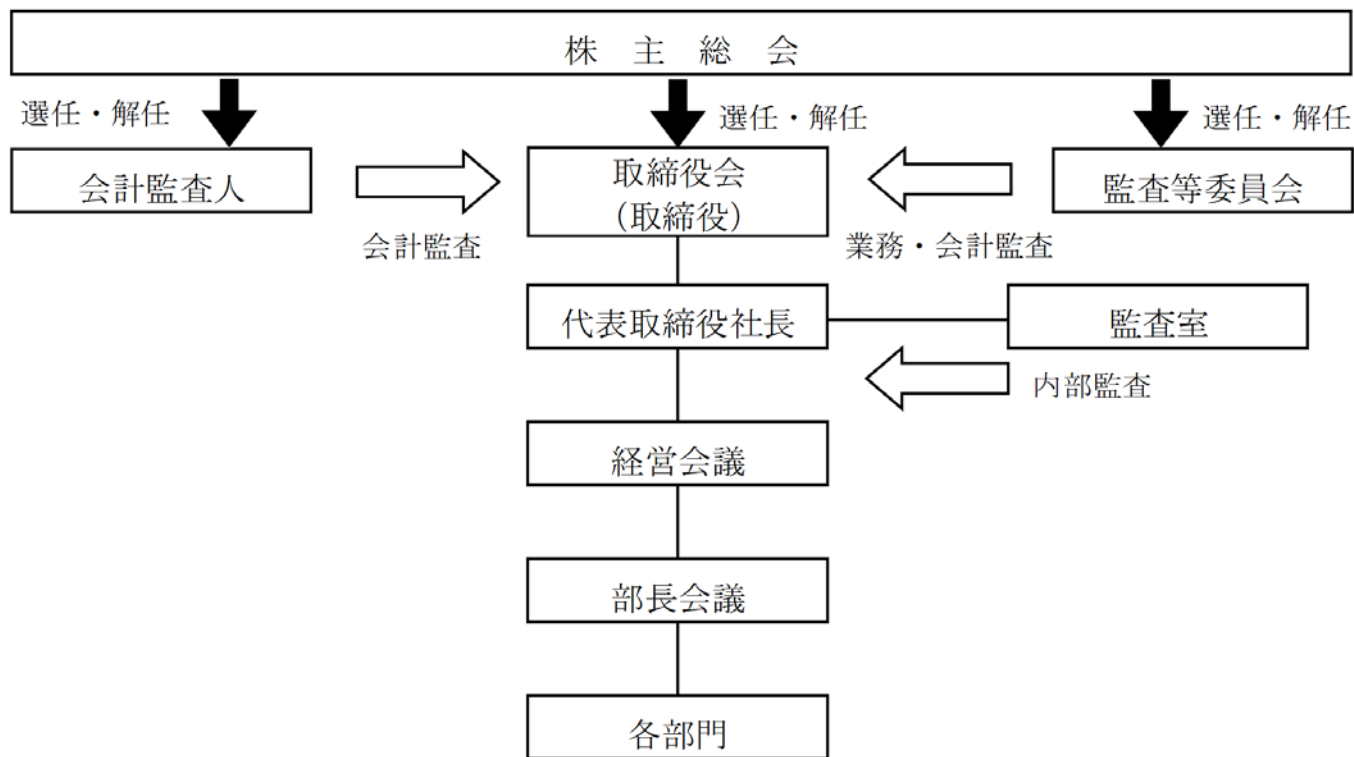 株 主 総 会
選任・解任
選任・解任
選任・解任
会計監査人
取締役会
（取締役）
監査等委員会
会計監査
業務・会計監査
代表取締役社長
監査室
内部監査
経営会議
部長会議
各部門